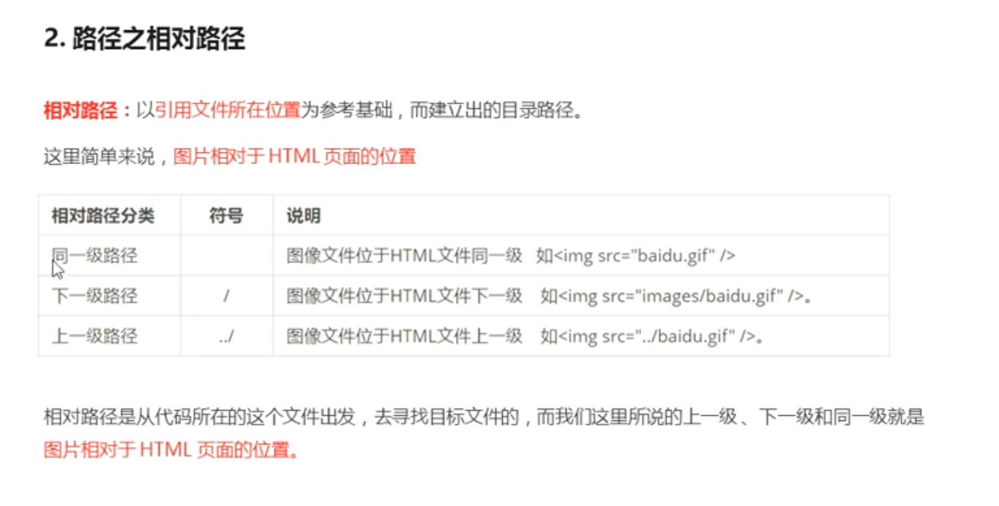 2. 路径之相对路径
相对路径：以引用文件所在位置为参考基础，而建立出的目录路径。
这里简单来说，图片相对于 HTML 页面的位置
相对路径分类 符号 说明
同一级路径 图像文件位于HTML文件同一级 如<img src="baidu.gif" />
下一级路径 / 图像文件位于HTML文件下一级 如<img src="images/baidu.gif" />。
上一级路径 ../ 图像文件位于HTML文件上一级 如<img src="../baidu.gif" />。
相对路径是从代码所在的这个文件出发，去寻找目标文件的，而我们这里所说的上一级 、下一级和同一级就是
图片相对于 HTML 页面的位置。